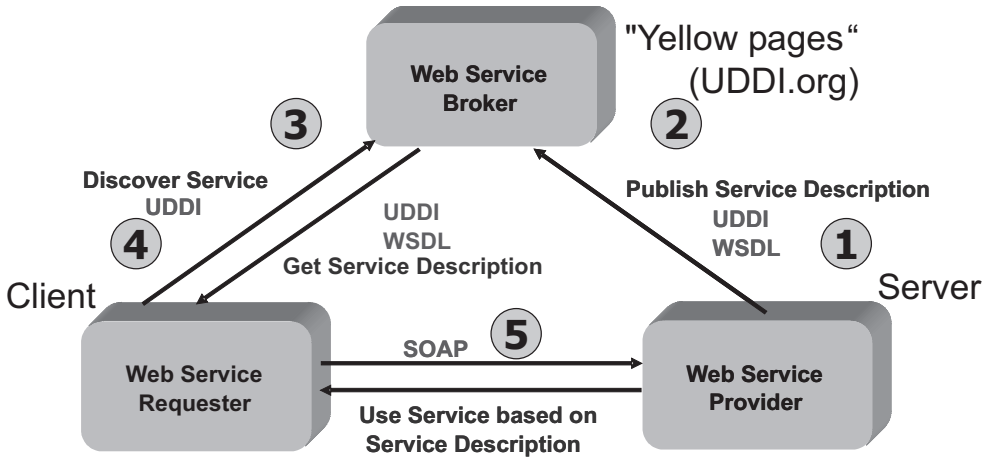 Web Service
Broker
"Yellow pages“
(UDDI.org)
3
2
Discover Service
UDDI
4
UDDI
WSDL
Get Service Description
Publish Service Description
UDDI
WSDL
1
Client
Server
Web Service
Requester
SOAP
5
Use Service based on
Service Description
Web Service
Provider